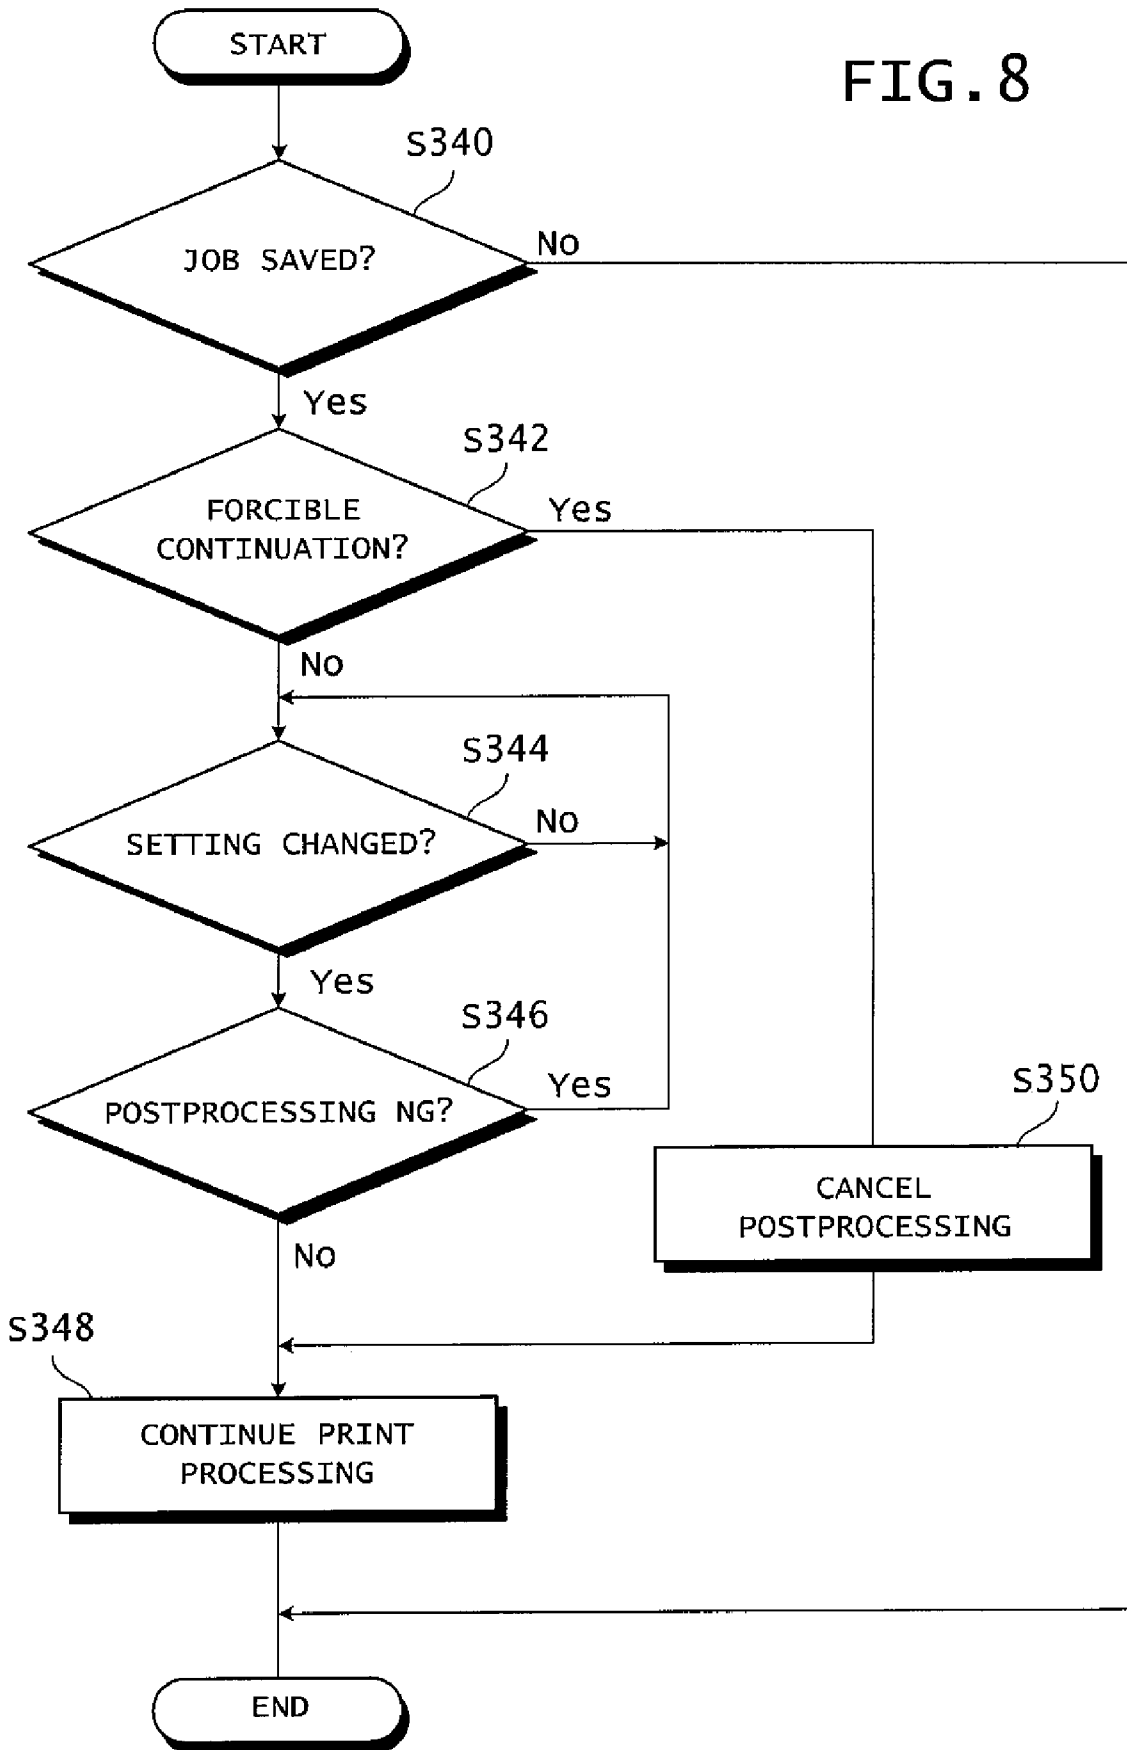 START
FIG.8
S340
JOB SAVED?
No
Yes
S342
FORCIBLE
CONTINUATION?
Yes
No
S344
SETTING CHANGED?
No
Yes
S346
POSTPROCESSING NG?
Yes
No
S350
CANCEL
POSTPROCESSING
S348
CONTINUE PRINT
PROCESSING
END